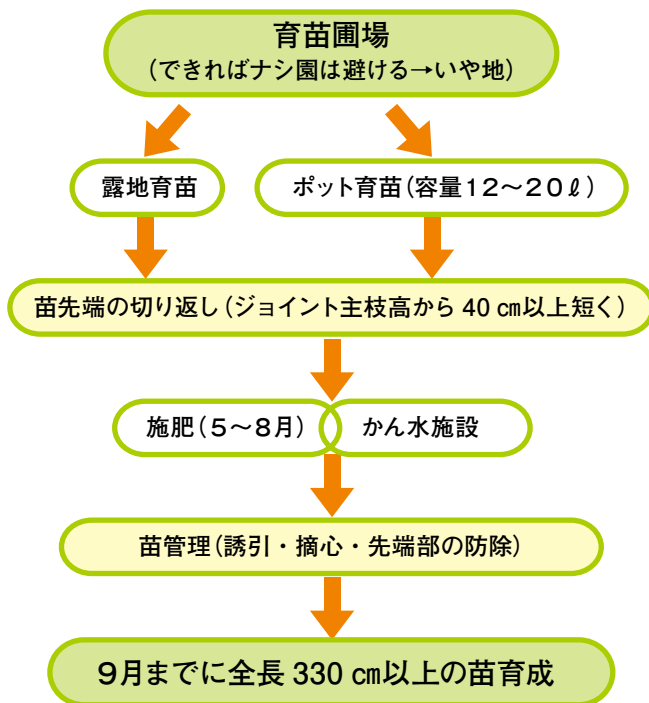 育苗圃場
(できればナシ園は避ける→いや地)
露地育苗
ポット育苗(容量12〜20ℓ)
苗先端の切り返し(ジョイント主枝高から 40 ㎝以上短く)
施肥(5〜8月)
かん水施設
苗管理(誘引・摘心・先端部の防除)
9月までに全長 330 ㎝以上の苗育成